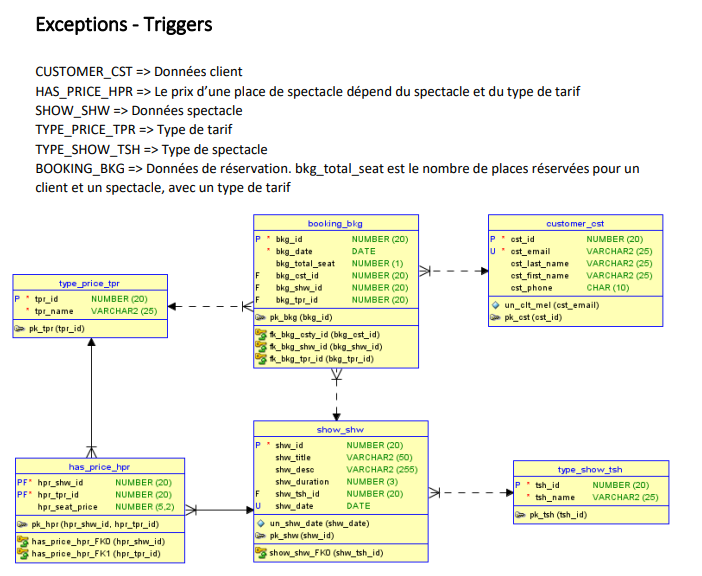 Exceptions - Triggers
CUSTOMER_CST => Données client
HAS_PRICE_HPR => Le prix d’une place de spectacle dépend du spectacle et du type de tarif
SHOW_SHW => Données spectacle
TYPE_PRICE_TPR => Type de tarif
TYPE_SHOW_TSH => Type de spectacle
BOOKING_BKG => Données de réservation. bkg_total_seat est le nombre de places réservées pour un
client et un spectacle, avec un type de tarif
booking_bkg
P * bkg_id NUMBER (20)
* bkg_date DATE
bkg_total_seat NUMBER (1)
F bkg_cst_id NUMBER (20)
F bkg_shw_id NUMBER (20)
F bkg_tpr_id NUMBER (20)
pk_bkg (bkg_id)
fk_bkg_csty_id (bkg_cst_id)
fk_bkg_shw_id (bkg_shw_id)
fk_bkg_tpr_id (bkg_tpr_id)
customer_cst
P * cst_id NUMBER (20)
U * cst_email VARCHAR2 (25)
cst_last_name VARCHAR2 (25)
cst_first_name VARCHAR2 (25)
cst_phone CHAR (10)
un_clt_mel (cst_email)
pk_cst (cst_id)
type_price_tpr
P * tpr_id NUMBER (20)
* tpr_name VARCHAR2 (25)
pk_tpr (tpr_id)
show_shw
P * shw_id NUMBER (20)
shw_title VARCHAR2 (50)
shw_desc VARCHAR2 (255)
shw_duration NUMBER (3)
F shw_tsh_id NUMBER (20)
U shw_date DATE
un_shw_date (shw_date)
pk_shw (shw_id)
show_shw_FK0 (shw_tsh_id)
has_price_hpr
PF* hpr_shw_id NUMBER (20)
PF* hpr_tpr_id NUMBER (20)
hpr_seat_price NUMBER (5,2)
pk_hpr (hpr_shw_id, hpr_tpr_id)
has_price_hpr_FK0 (hpr_shw_id)
has_price_hpr_FK1 (hpr_tpr_id)
type_show_tsh
P * tsh_id NUMBER (20)
* tsh_name VARCHAR2 (25)
pk_tsh (tsh_id)